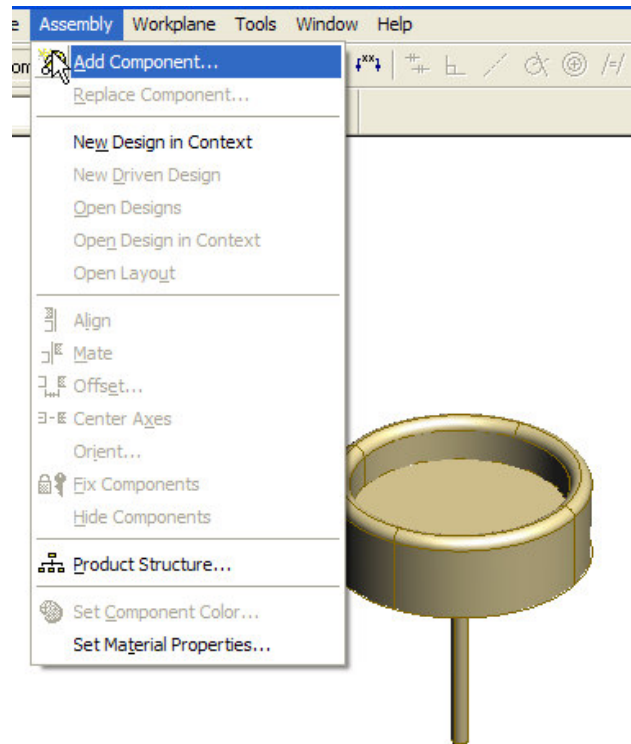 e Assembly Workplane Tools Window Help
Add Component...
Replace Component...
New Design in Context
New Driven Design
Open Designs
Open Design in Context
Open Layout
Align
Mate
Offset...
Center Axes
Orient...
Fix Components
Hide Components
Product Structure...
Set Component Color...
Set Material Properties...